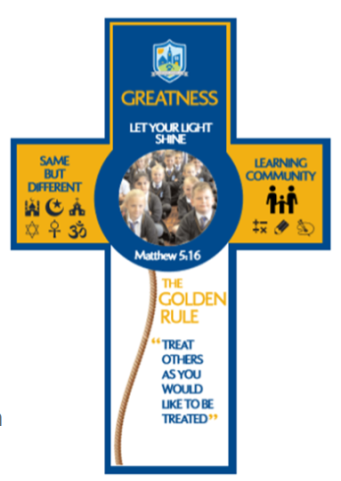 GREATNESS
LET YOUR LIGHT
SHINE
SAME
BUT
DIFFERENT
LEARNING
COMMUNITY
Matthew 5:16
THE
GOLDEN
RULE
“TREAT
OTHERS
AS YOU
WOULD
LIKE TO BE
TREATED”